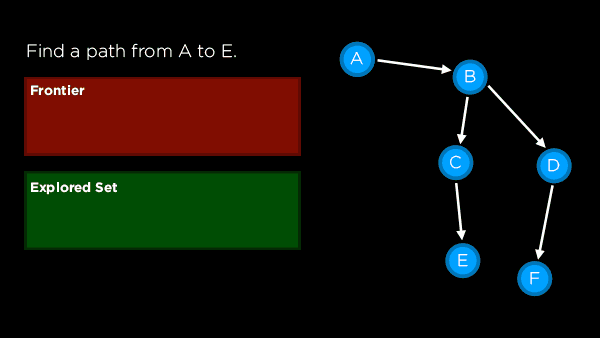 Find a path from A to E.
Frontier
Explored Set
A
B
C
D
E
F